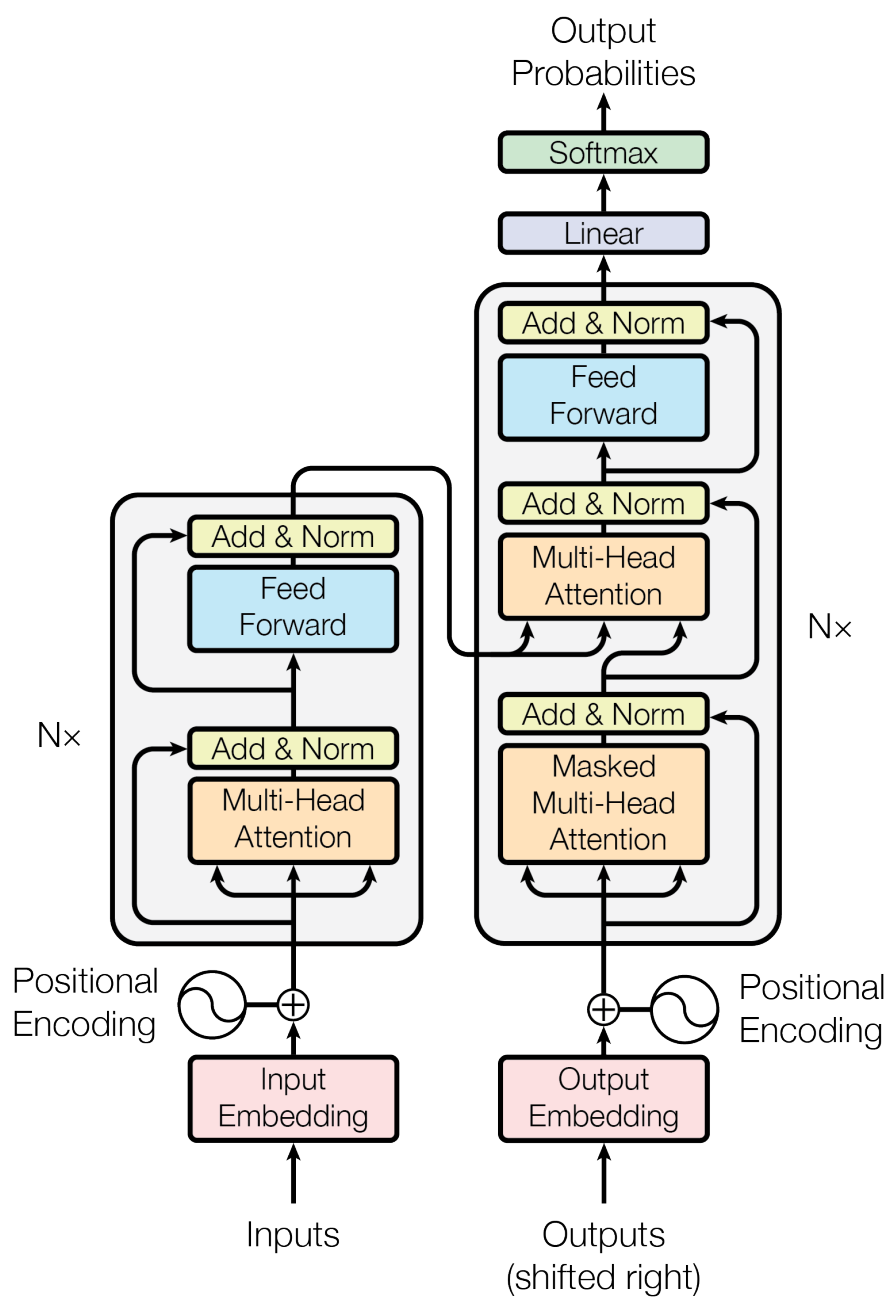 Output
Probabilities
Softmax
Linear
Add & Norm
Feed
Forward
Add & Norm
Multi-Head
Attention
Add & Norm
Masked
Multi-Head
Attention
N×
Positional
Encoding
Output
Embedding
Outputs
(shifted right)
Add & Norm
Feed
Forward
Add & Norm
Multi-Head
Attention
N×
Positional
Encoding
Input
Embedding
Inputs